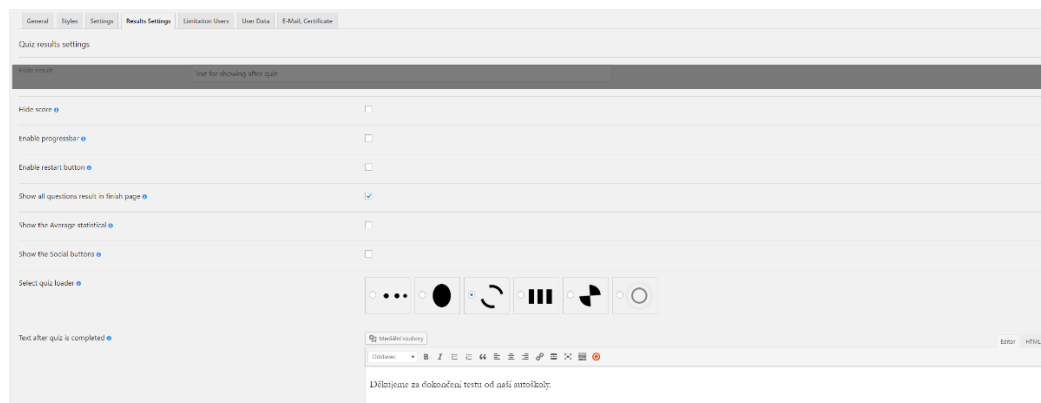 General Styles Settings Results Settings Limitation Users User Data E-Mail, Certificate
Quiz results settings
Hide result Text for showing after quiz
Hide score
Enable progressbar
Enable restart button
Show all questions result in finish page
Show the Average statistical
Show the Social buttons
Select quiz loader
Text after quiz is completed Mediální soubory Editor HTML
Odstavec
Děkujeme za dokončení testu od naší autoškoly.